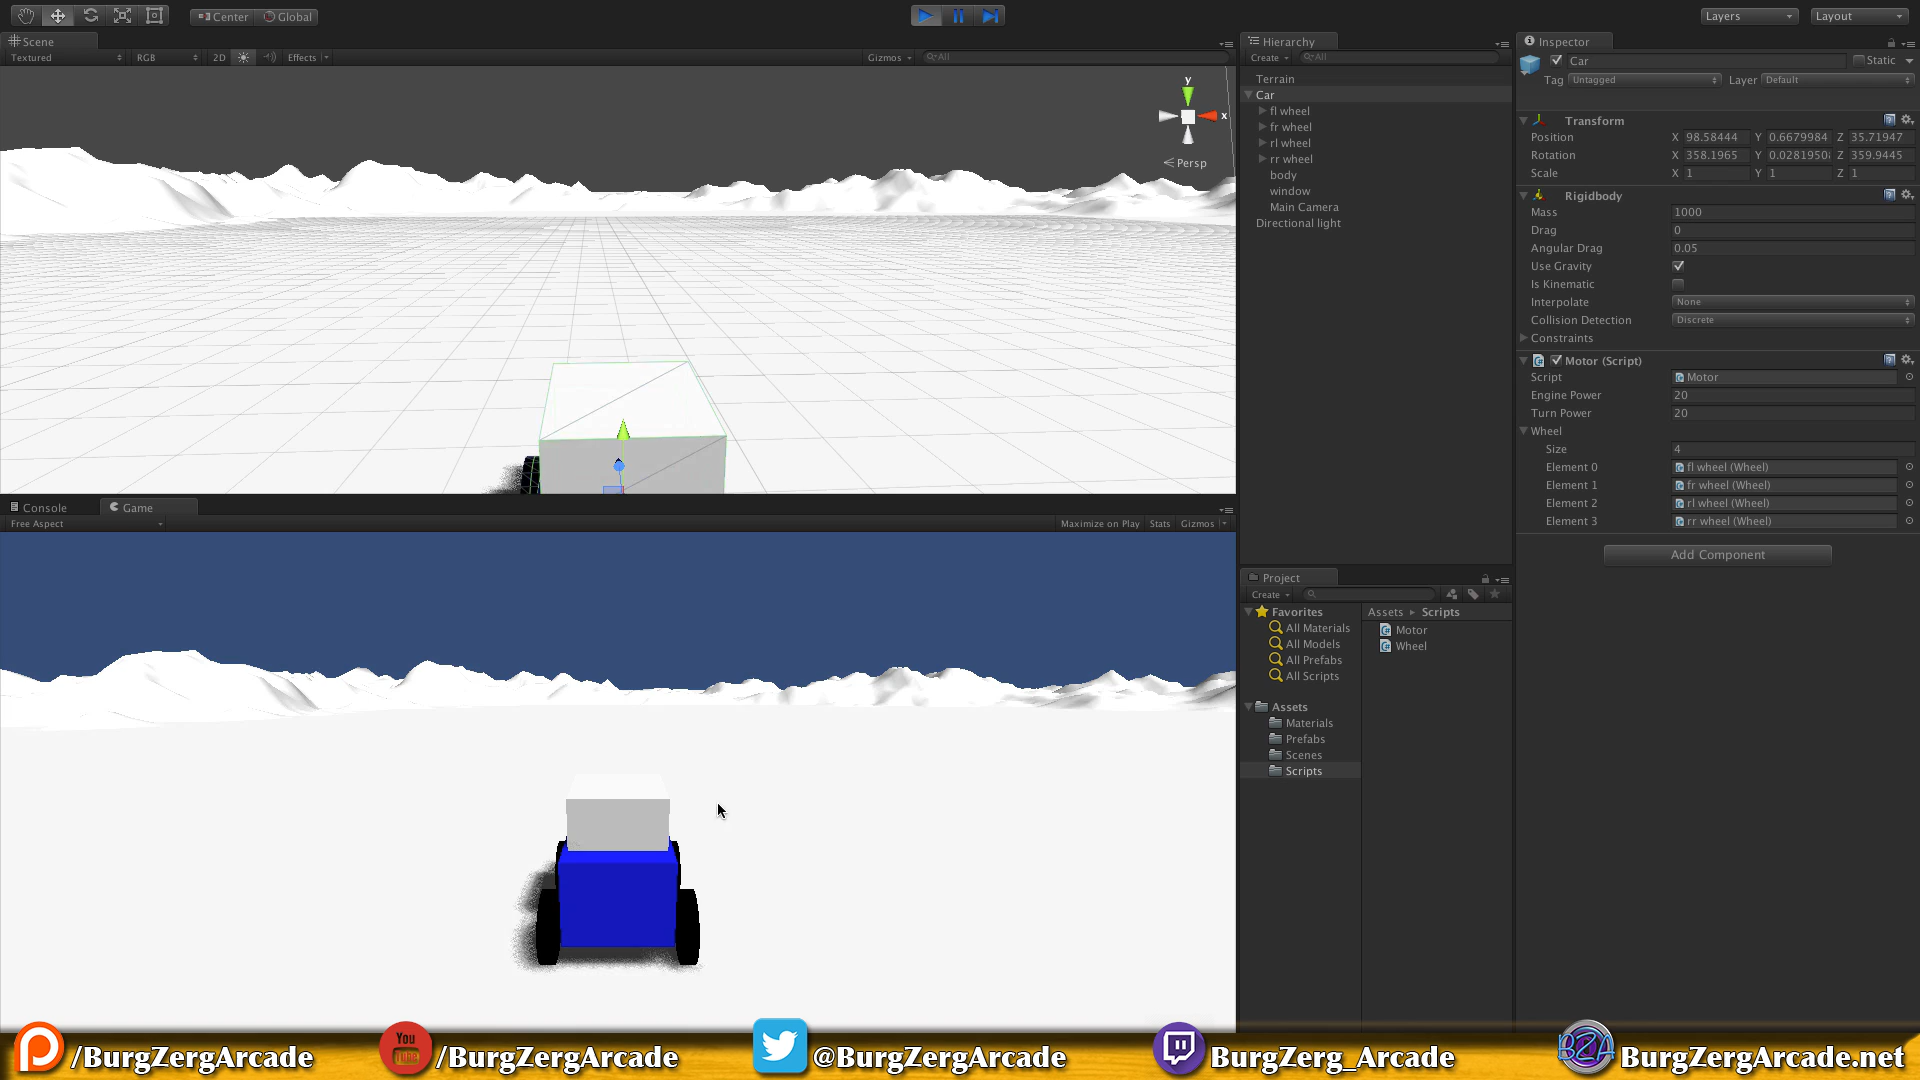 Center Global
Layers Layout
Scene
Textured RGB 2D Effects Gizmos All
y
x
Persp
Hierarchy
Create All
Terrain
Car
fl wheel
fr wheel
rl wheel
rr wheel
body
window
Main Camera
Directional light
Inspector
Car Static
Tag Untagged Layer Default
Transform
Position X 98.58444 Y 0.6679984 Z 35.71947
Rotation X 358.1965 Y 0.0281950 Z 359.9445
Scale X 1 Y 1 Z 1
Rigidbody
Mass 1000
Drag 0
Angular Drag 0.05
Use Gravity
Is Kinematic
Interpolate None
Collision Detection Discrete
Constraints
Motor (Script)
Script Motor
Engine Power 20
Turn Power 20
Wheel
Size 4
Element 0 fl wheel (Wheel)
Element 1 fr wheel (Wheel)
Element 2 rl wheel (Wheel)
Element 3 rr wheel (Wheel)
Add Component
Console Game
Free Aspect Maximize on Play Stats Gizmos
Project
Create
Favorites
All Materials
All Models
All Prefabs
All Scripts
Assets
Materials
Prefabs
Scenes
Scripts
Assets Scripts
Motor
Wheel
/BurgZergArcade
You Tube /BurgZergArcade
@BurgZergArcade
BurgZerg_Arcade
BZA BurgZergArcade.net